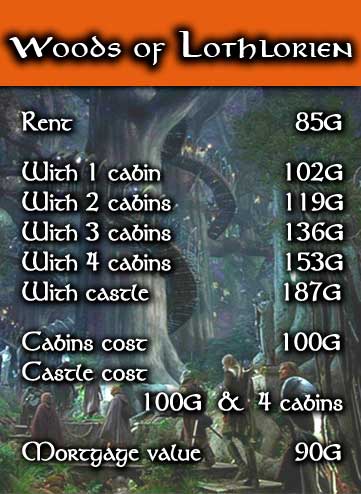 Woods of Lothlorien
Rent 85G
With 1 cabin 102G
With 2 cabins 119G
With 3 cabins 136G
With 4 cabins 153G
With castle 187G
Cabins cost 100G
Castle cost
100G & 4 cabins
Mortgage value 90G